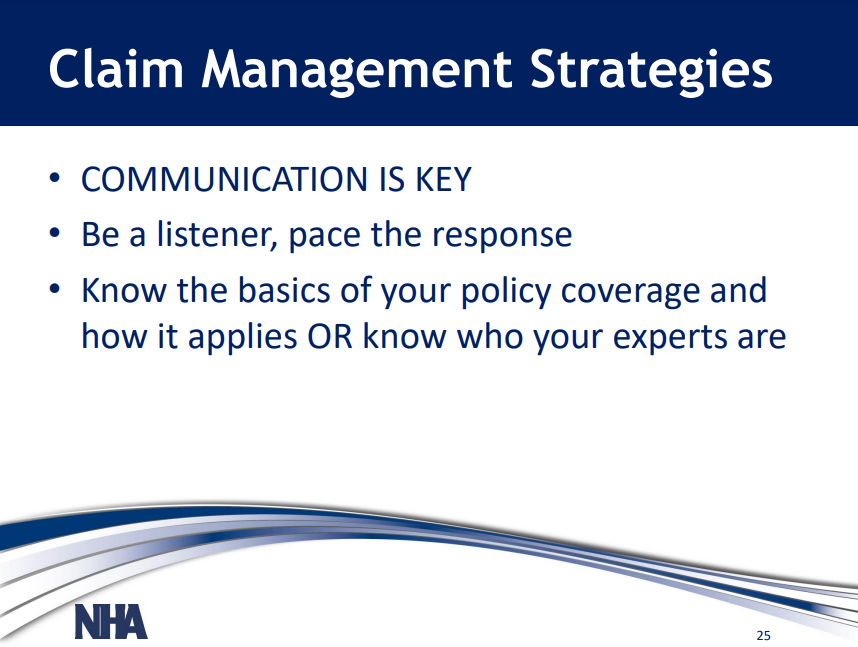 Claim Management Strategies
• COMMUNICATION IS KEY
• Be a listener, pace the response
• Know the basics of your policy coverage and
how it applies OR know who your experts are
NHA
25